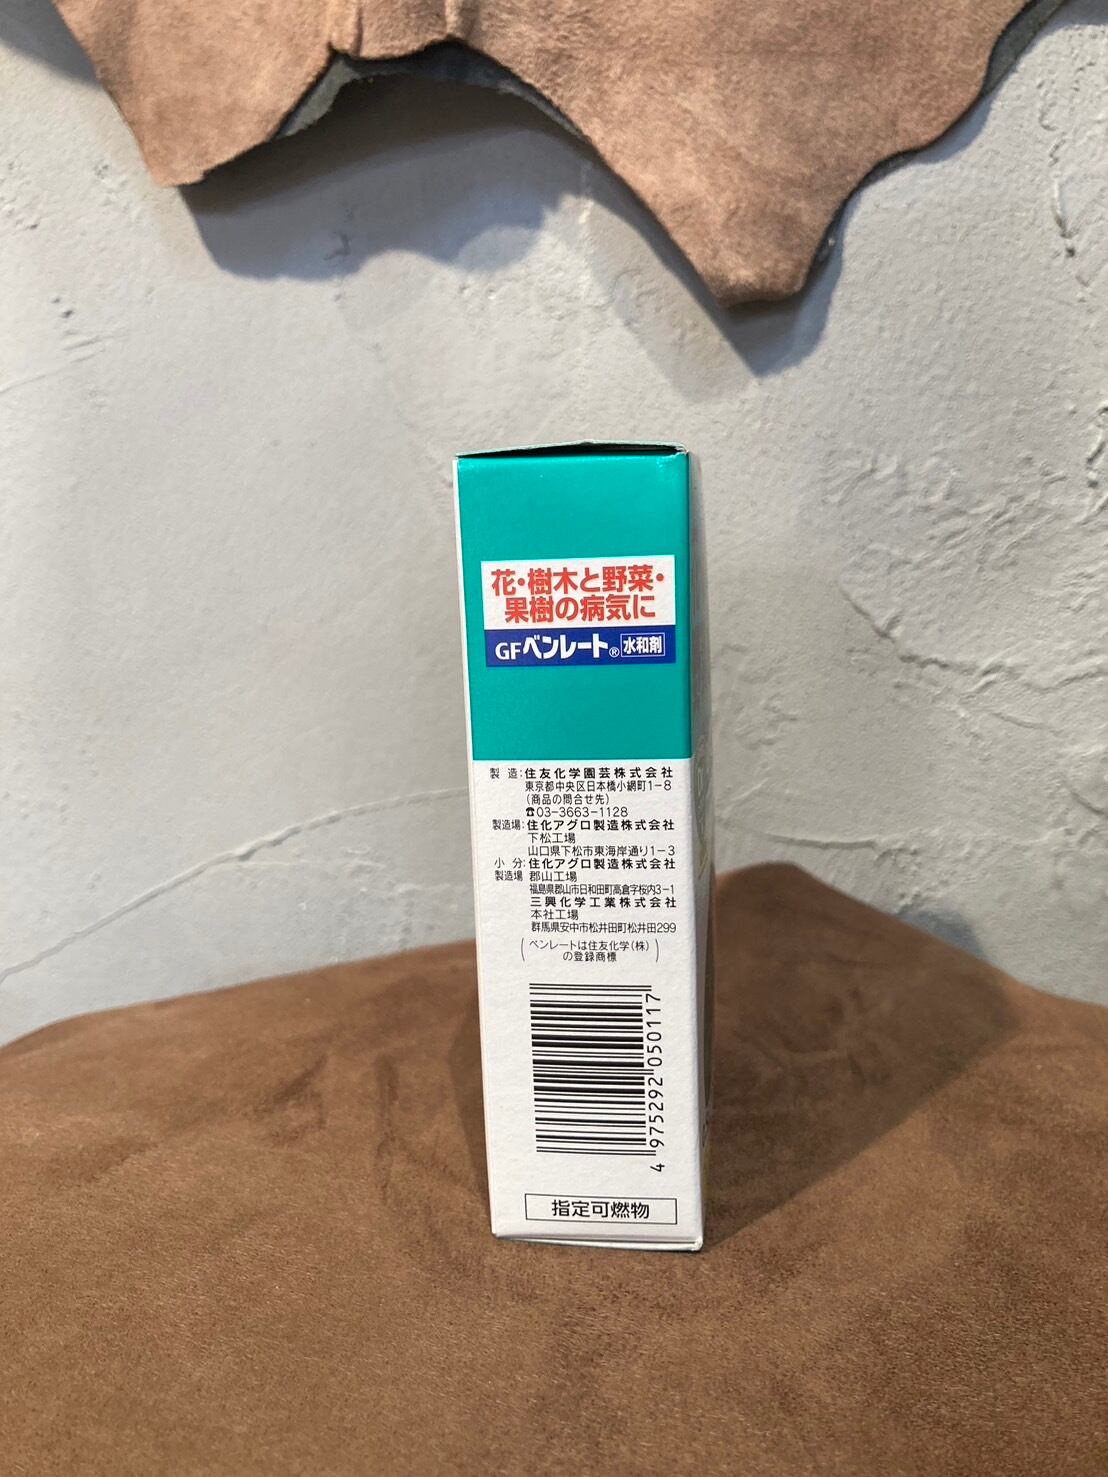 花・樹木と野菜・
果樹の病気に
GFベンレート® 水和剤
製 造:住友化学園芸株式会社
東京都中央区日本橋小網町1-8
(商品の問合せ先)
☎03-3663-1128
製造場:住化アグロ製造株式会社
下松工場
山口県下松市東海岸通り1-3
小 分:住化アグロ製造株式会社
製造場 郡山工場
福島県郡山市日和田町高倉字桜内3-1
三興化学工業株式会社
本社工場
群馬県安中市松井田町松井田299
(ベンレートは住友化学(株)
の登録商標)
4 975292 050117
指定可燃物